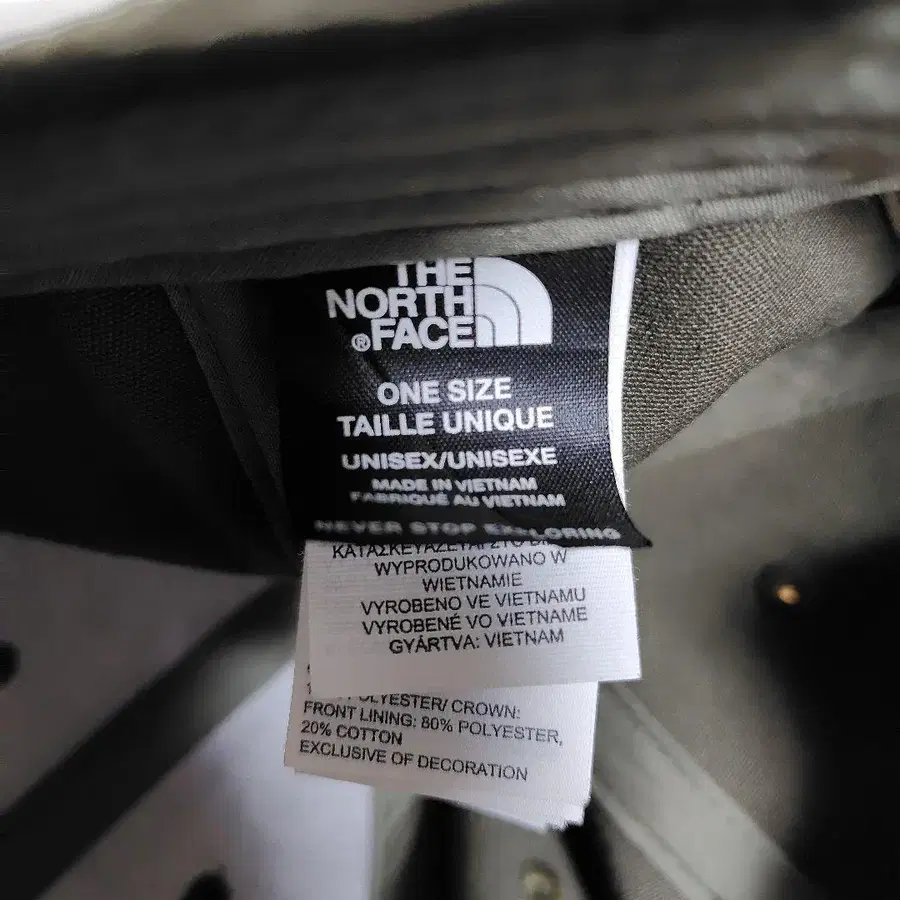 THE
NORTH
®FACE
ONE SIZE
TAILLE UNIQUE
UNISEX/UNISEXE
MADE IN VIETNAM
FABRIQUÉ AU VIETNAM
NEVER STOP EXPLORING
WYPRODUKOWANO W
WIETNAMIE
VYROBENO VE VIETNAMU
VYROBENÉ VO VIETNAME
GYÁRTVA: VIETNAM
CROWN:
FRONT LINING: 80% POLYESTER,
20% COTTON
EXCLUSIVE OF DECORATION